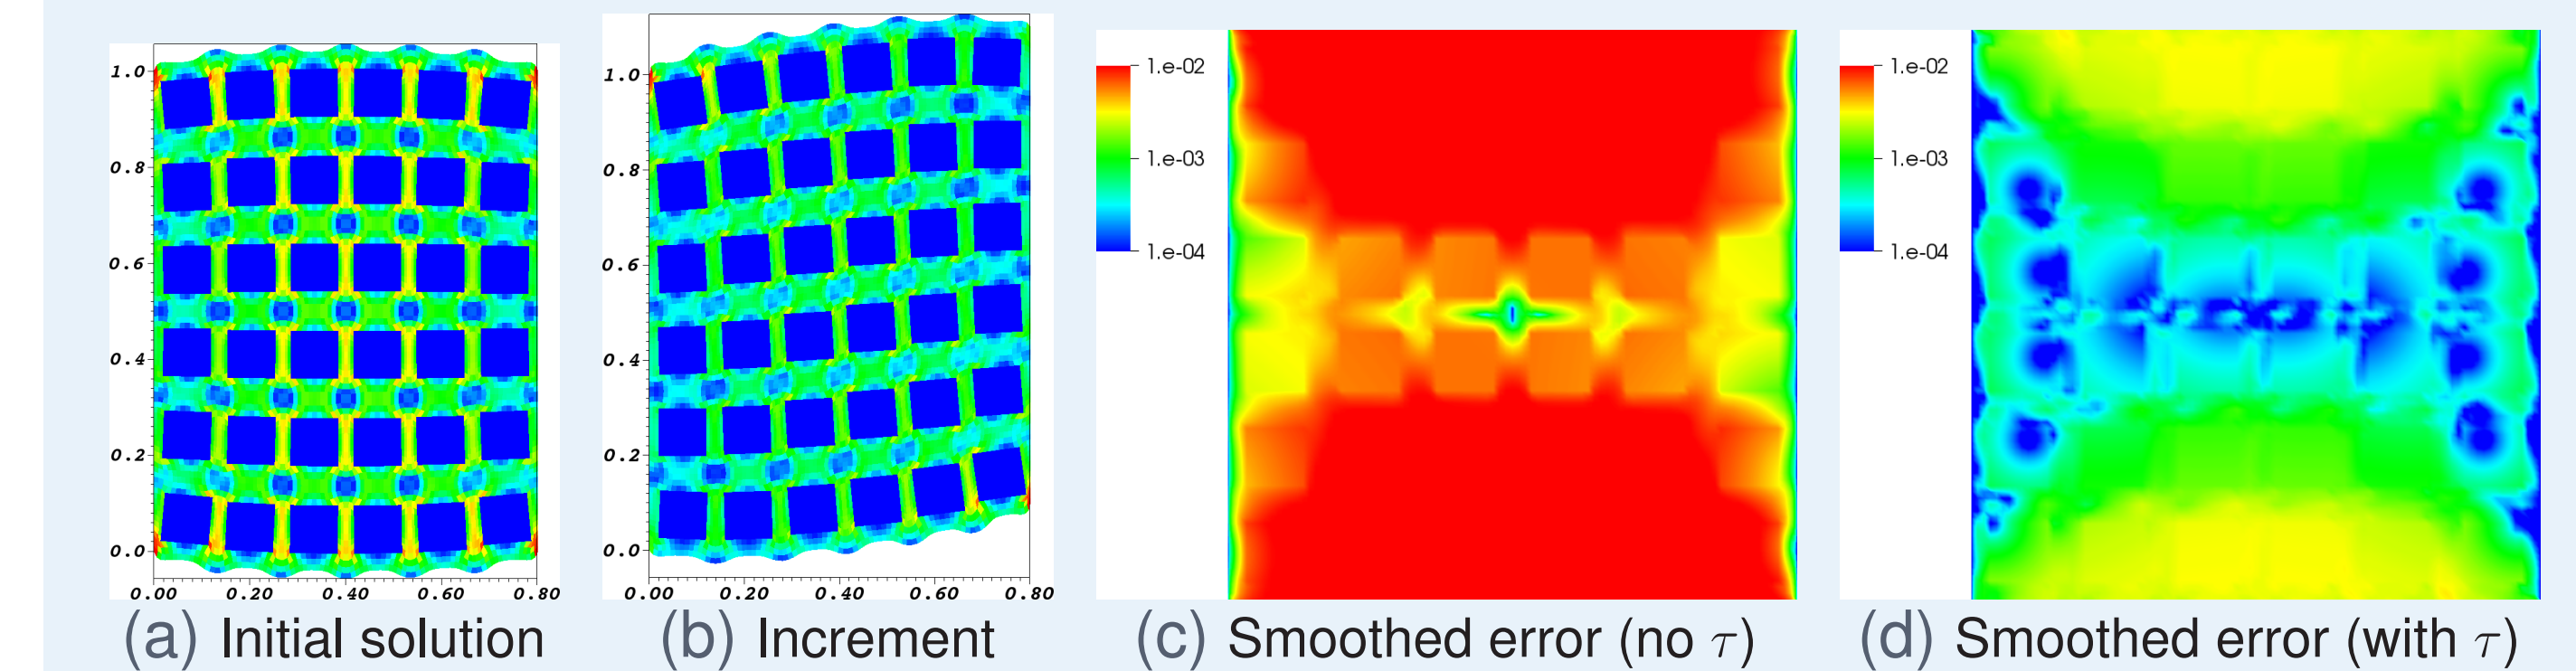 1.0
0.8
0.6
0.4
0.2
0.0
0.00 0.20 0.40 0.60 0.80
1.0
0.8
0.6
0.4
0.2
0.0
0.00 0.20 0.40 0.60 0.80
1.e-02
1.e-03
1.e-04
1.e-02
1.e-03
1.e-04
(a) Initial solution
(b) Increment
(c) Smoothed error (no τ)
(d) Smoothed error (with τ)